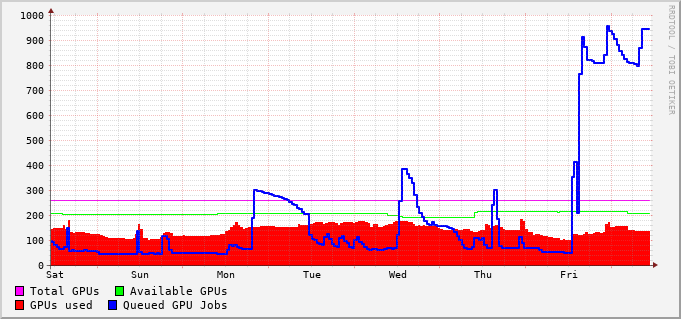 1000
900
800
700
600
500
400
300
200
100
0
Sat Sun Mon Tue Wed Thu Fri
RRDTOOL / TOBI OETIKER
Total GPUs Available GPUs
GPUs used Queued GPU Jobs